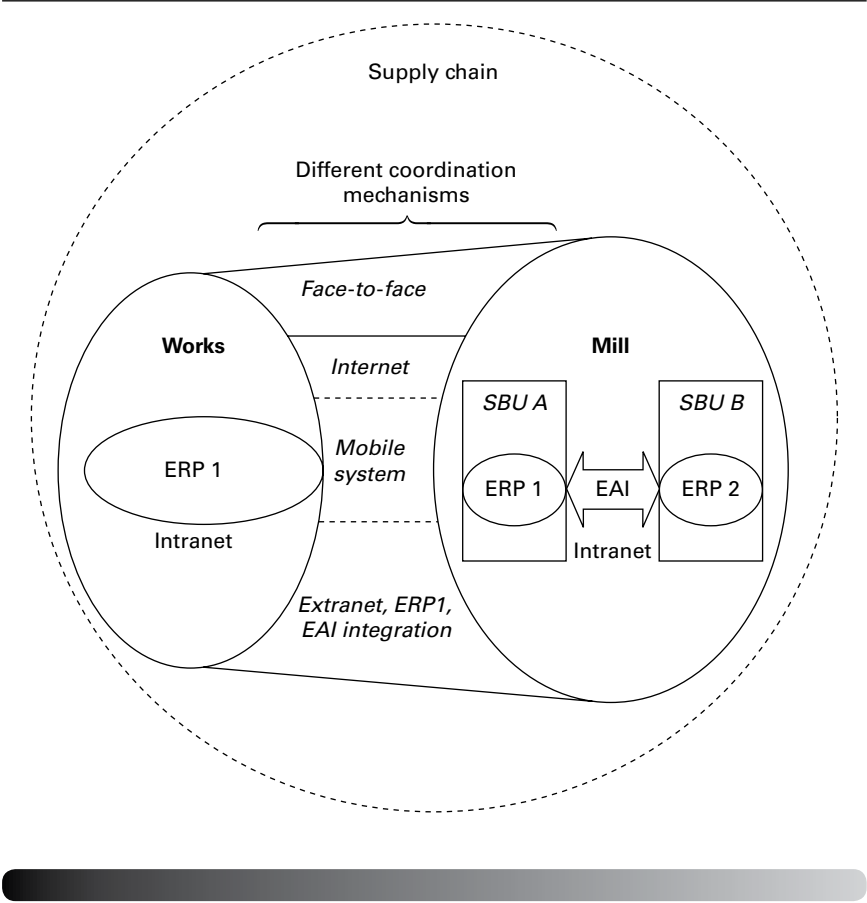 Supply chain
Different coordination
mechanisms
Face-to-face
Works
Internet
Mill
SBU A
SBU B
Mobile
system
ERP 1
ERP 1
EAI
ERP 2
Intranet
Intranet
Extranet, ERP1,
EAI integration